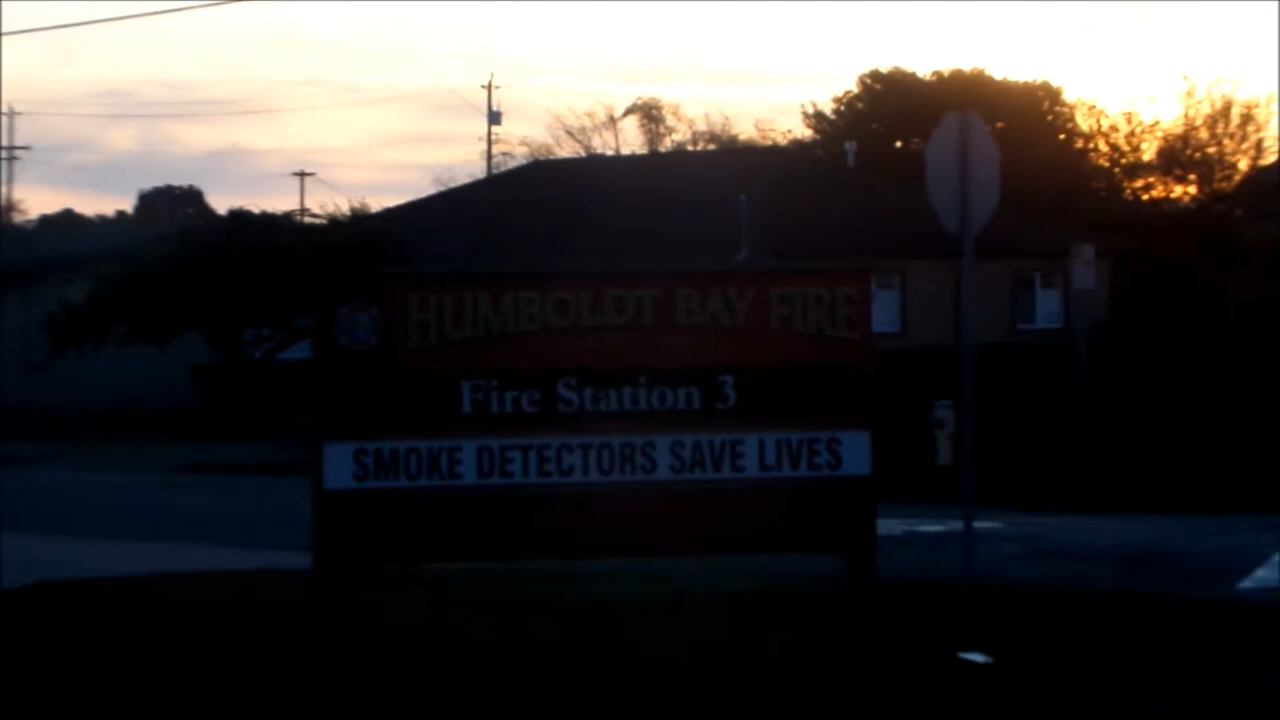 HUMBOLDT BAY FIRE
Fire Station 3
SMOKE DETECTORS SAVE LIVES